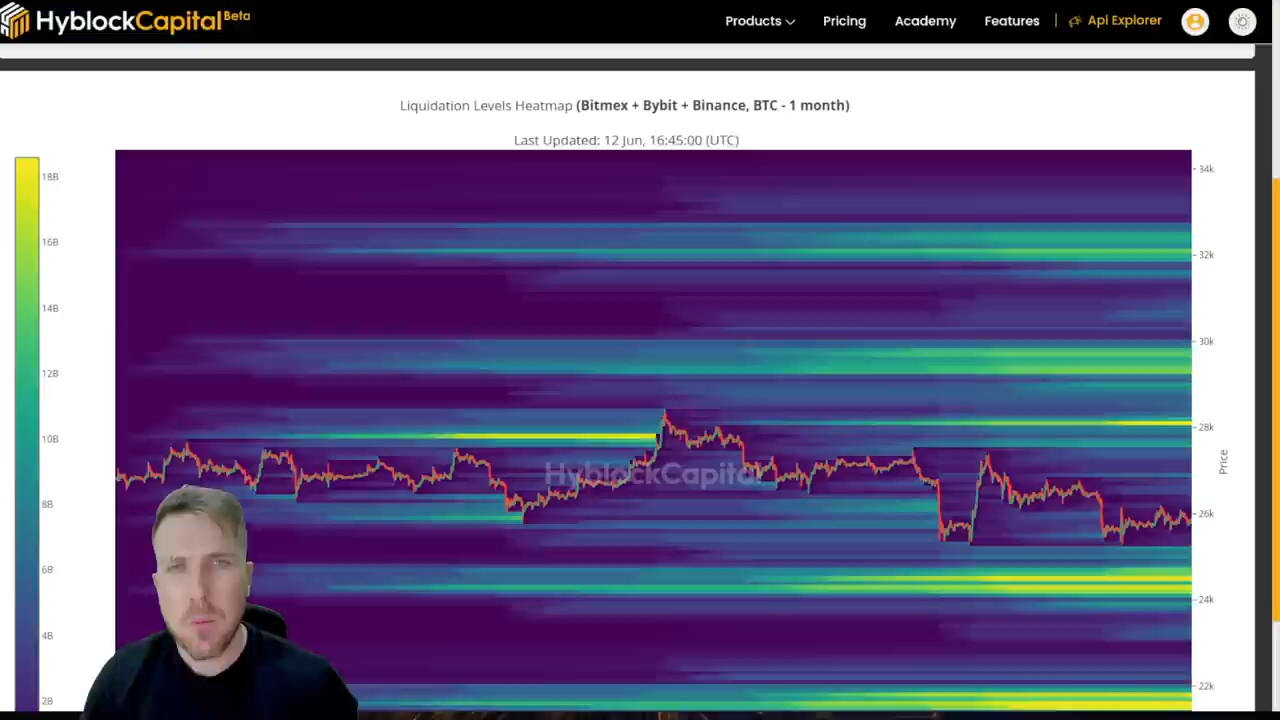 HyblockCapital Beta
Products Pricing Academy Features Api Explorer
Liquidation Levels Heatmap (Bitmex + Bybit + Binance, BTC - 1 month)
Last Updated: 12 Jun, 16:45:00 (UTC)
18B
16B
14B
12B
10B
8B
6B
4B
2B
34k
32k
30k
28k
26k
24k
22k
Price
HyblockCapital